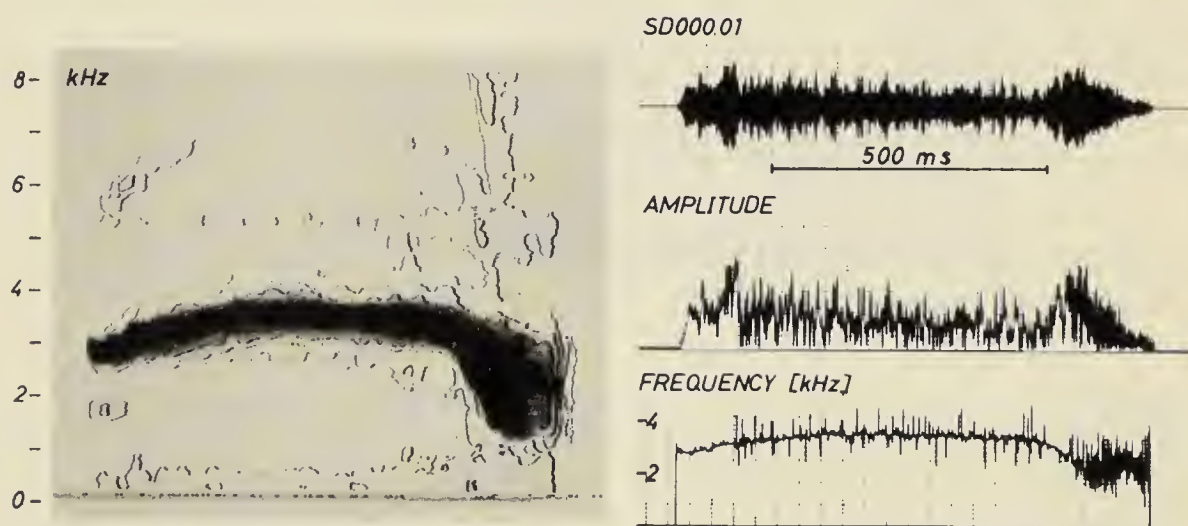 kHz
8-
6-
4-
2-
0-
SD000.01
500 ms
AMPLITUDE
FREQUENCY [kHz]
-4
-2